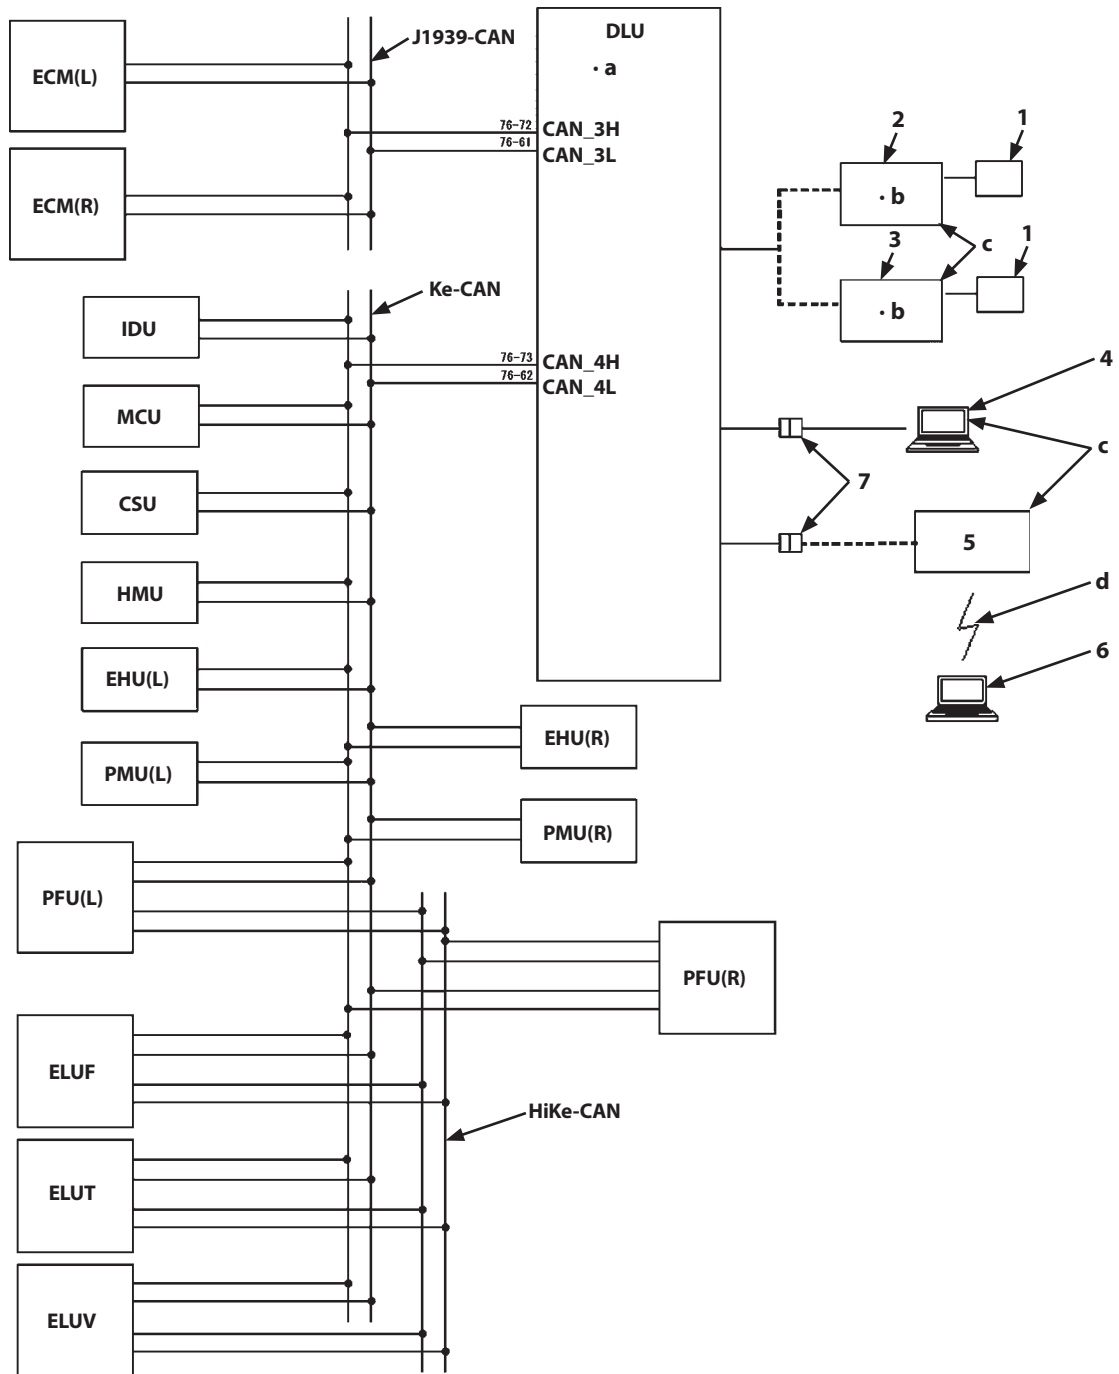 J1939-CAN
DLU
· a
ECM(L)
76-72
CAN_3H
76-61
CAN_3L
ECM(R)
2
1
· b
3
c
1
· b
Ke-CAN
IDU
76-73
CAN_4H
76-62
CAN_4L
4
MCU
c
7
CSU
5
HMU
d
6
EHU(L)
EHU(R)
PMU(L)
PMU(R)
PFU(L)
PFU(R)
ELUF
HiKe-CAN
ELUT
ELUV